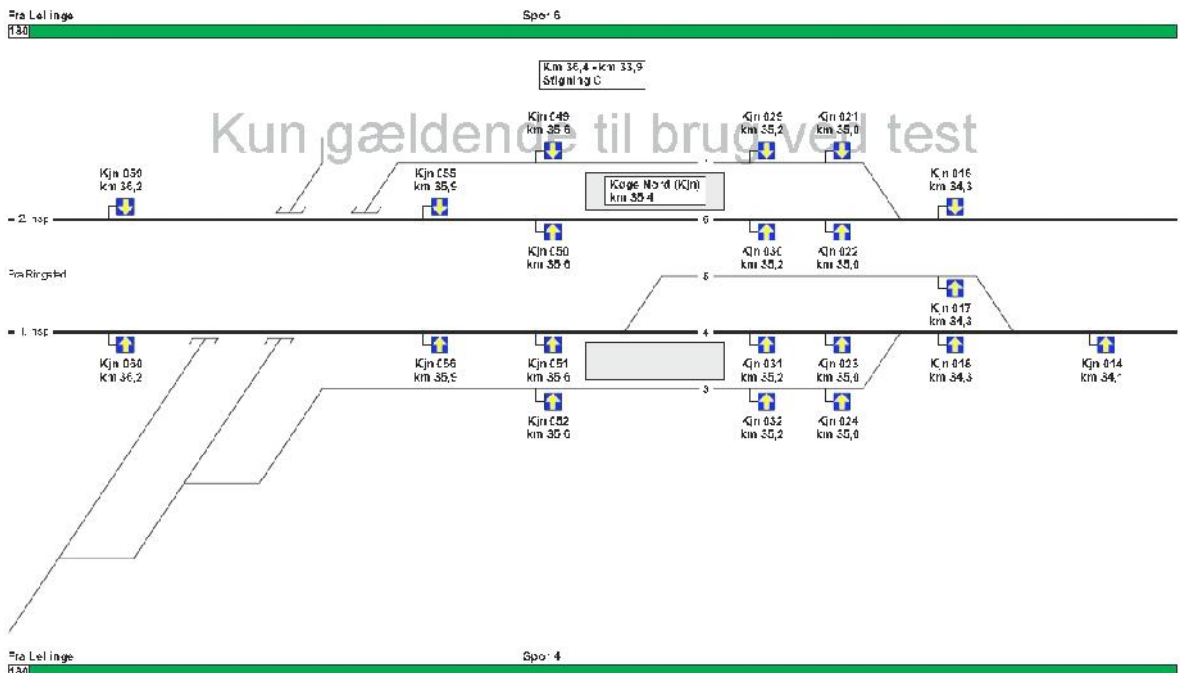 Fra Lellinge Spor 6
180
Km 36,4 - km 33,9
Stigning 0
Kun gældende til brug ved test
Kjn 049 Kjn 029 Kjn 021
km 35,6 km 35,2 km 35,0
7
Kjn 059 Kjn 055 Køge Nord (Kjn) Kjn 016
km 36,2 km 35,9 km 35,4 km 34,3
2. hsp 6
Kjn 050 Kjn 030 Kjn 022
km 35,6 km 35,2 km 35,0
Fra Ringsted 5
Kjn 017
km 34,3
1. hsp 4
Kjn 060 Kjn 056 Kjn 051 Kjn 031 Kjn 023 Kjn 018 Kjn 014
km 36,2 km 35,9 km 35,6 km 35,2 km 35,0 km 34,3 km 34,1
3
Kjn 052 Kjn 032 Kjn 024
km 35,6 km 35,2 km 35,0
Fra Lellinge Spor 4
180